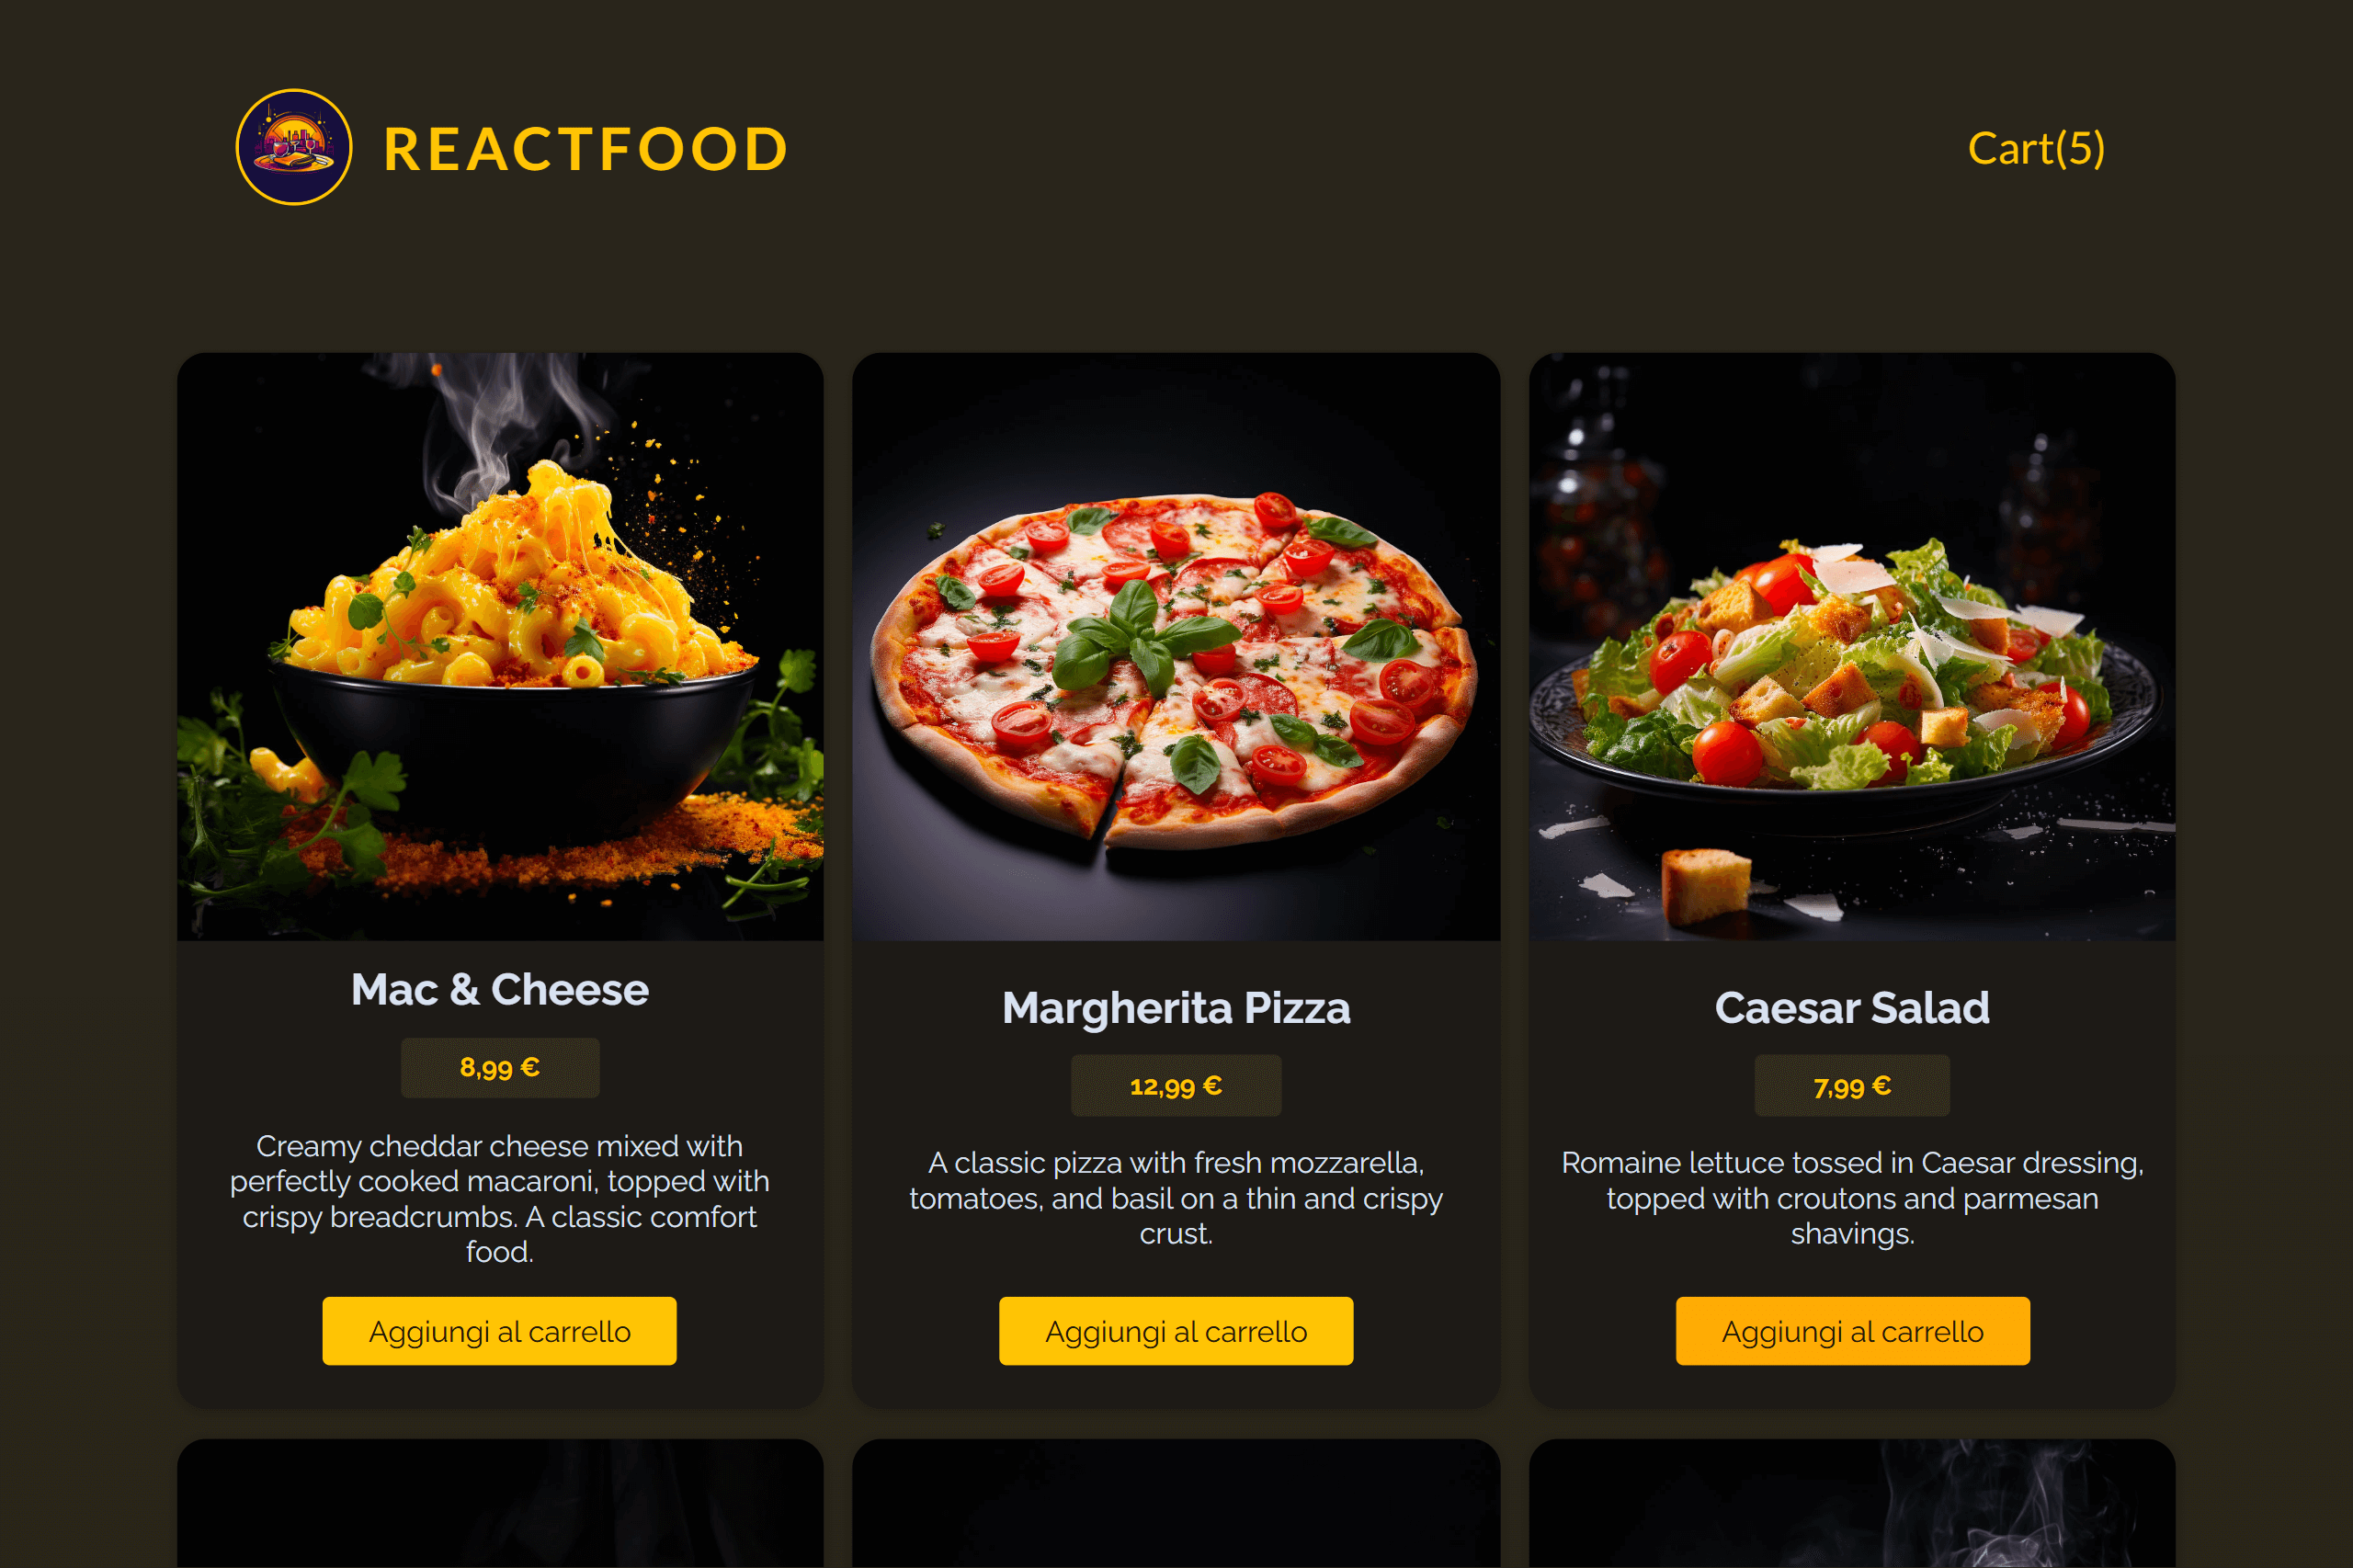 REACTFOOD
Cart(5)
Mac & Cheese
8,99 €
Creamy cheddar cheese mixed with
perfectly cooked macaroni, topped with
crispy breadcrumbs. A classic comfort
food.
Aggiungi al carrello
Margherita Pizza
12,99 €
A classic pizza with fresh mozzarella,
tomatoes, and basil on a thin and crispy
crust.
Aggiungi al carrello
Caesar Salad
7,99 €
Romaine lettuce tossed in Caesar dressing,
topped with croutons and parmesan
shavings.
Aggiungi al carrello